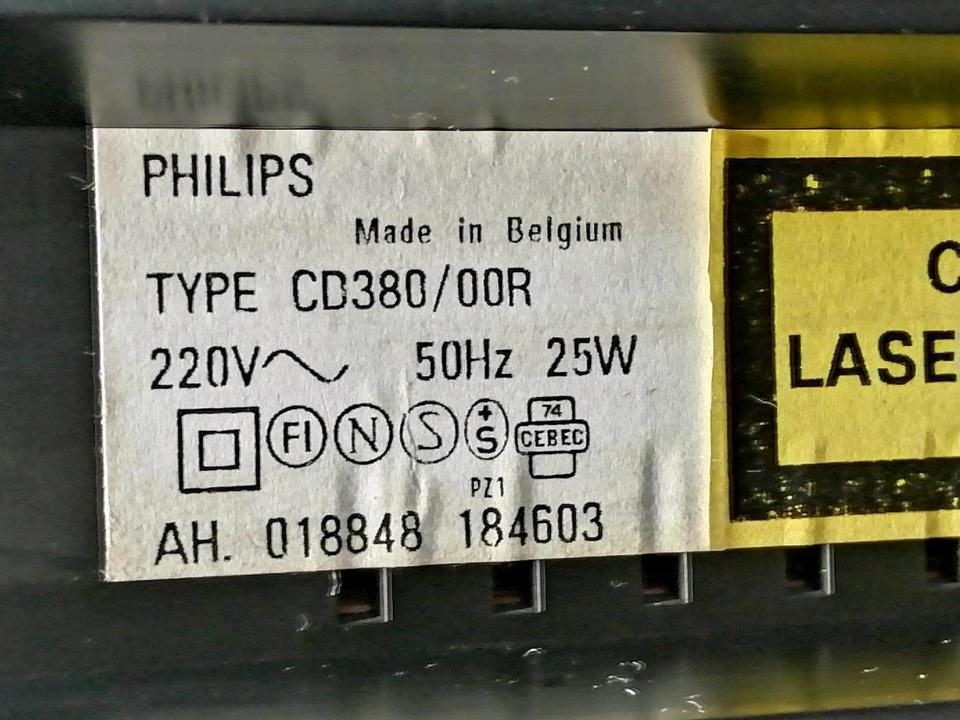 PHILIPS
Made in Belgium
TYPE CD380/00R
220V~ 50Hz 25W
FI N S +S 74 CEBEC
PZ1
AH. 018848 184603
C
LASE